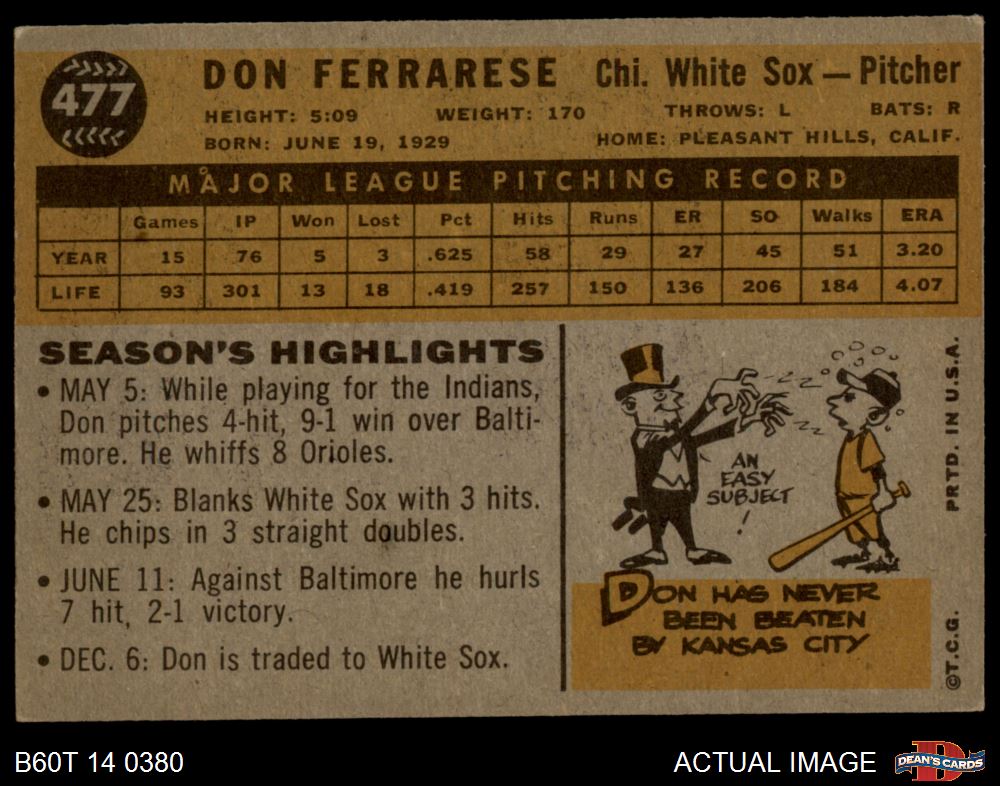 477
DON FERRARESE Chi. White Sox — Pitcher
HEIGHT: 5:09 WEIGHT: 170 THROWS: L BATS: R
BORN: JUNE 19, 1929 HOME: PLEASANT HILLS, CALIF.
MAJOR LEAGUE PITCHING RECORD
Games IP Won Lost Pct Hits Runs ER SO Walks ERA
YEAR 15 76 5 3 .625 58 29 27 45 51 3.20
LIFE 93 301 13 18 .419 257 150 136 206 184 4.07
SEASON'S HIGHLIGHTS
• MAY 5: While playing for the Indians,
Don pitches 4-hit, 9-1 win over Balti-
more. He whiffs 8 Orioles.
• MAY 25: Blanks White Sox with 3 hits.
He chips in 3 straight doubles.
• JUNE 11: Against Baltimore he hurls
7 hit, 2-1 victory.
• DEC. 6: Don is traded to White Sox.
AN
EASY
SUBJECT
!
DON HAS NEVER
BEEN BEATEN
BY KANSAS CITY
©T.C.G. PRTD. IN U.S.A.
B60T 14 0380
ACTUAL IMAGE
D
DEAN'S CARDS